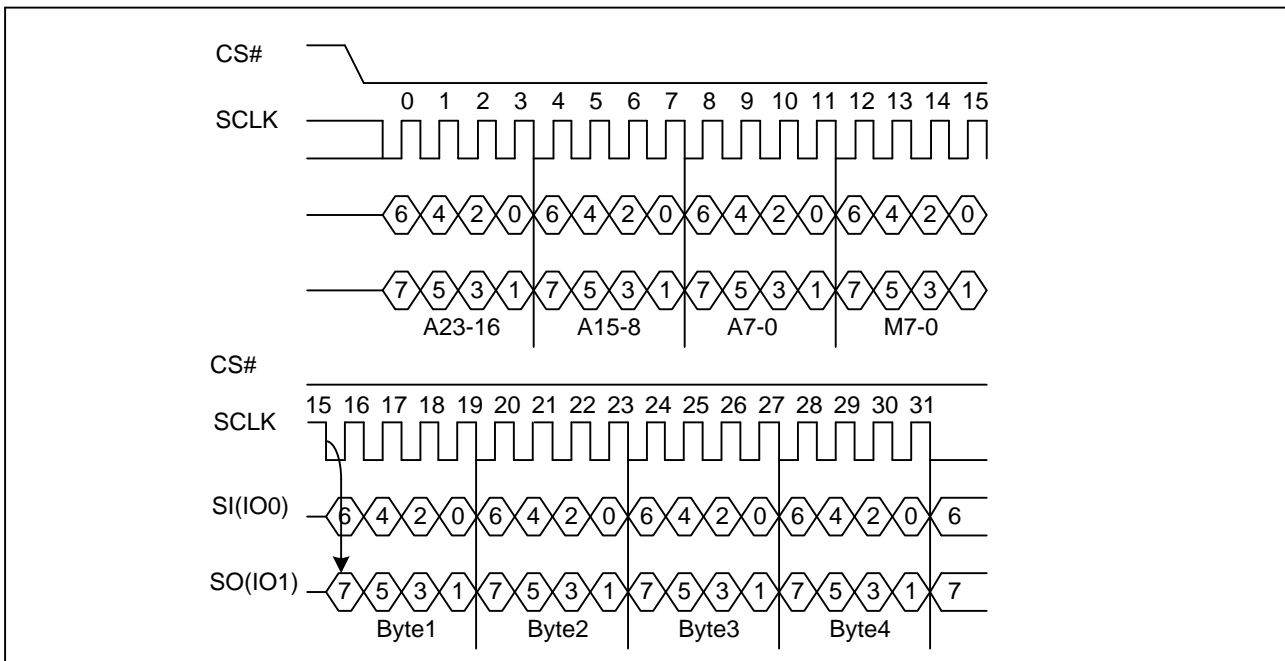 CS#
0 1 2 3 4 5 6 7 8 9 10 11 12 13 14 15
SCLK
6 4 2 0 6 4 2 0 6 4 2 0 6 4 2 0
7 5 3 1 7 5 3 1 7 5 3 1 7 5 3 1
A23-16 A15-8 A7-0 M7-0
CS#
15 16 17 18 19 20 21 22 23 24 25 26 27 28 29 30 31
SCLK
SI(IO0) 6 4 2 0 6 4 2 0 6 4 2 0 6 4 2 0 6
SO(IO1) 7 5 3 1 7 5 3 1 7 5 3 1 7 5 3 1 7
Byte1 Byte2 Byte3 Byte4